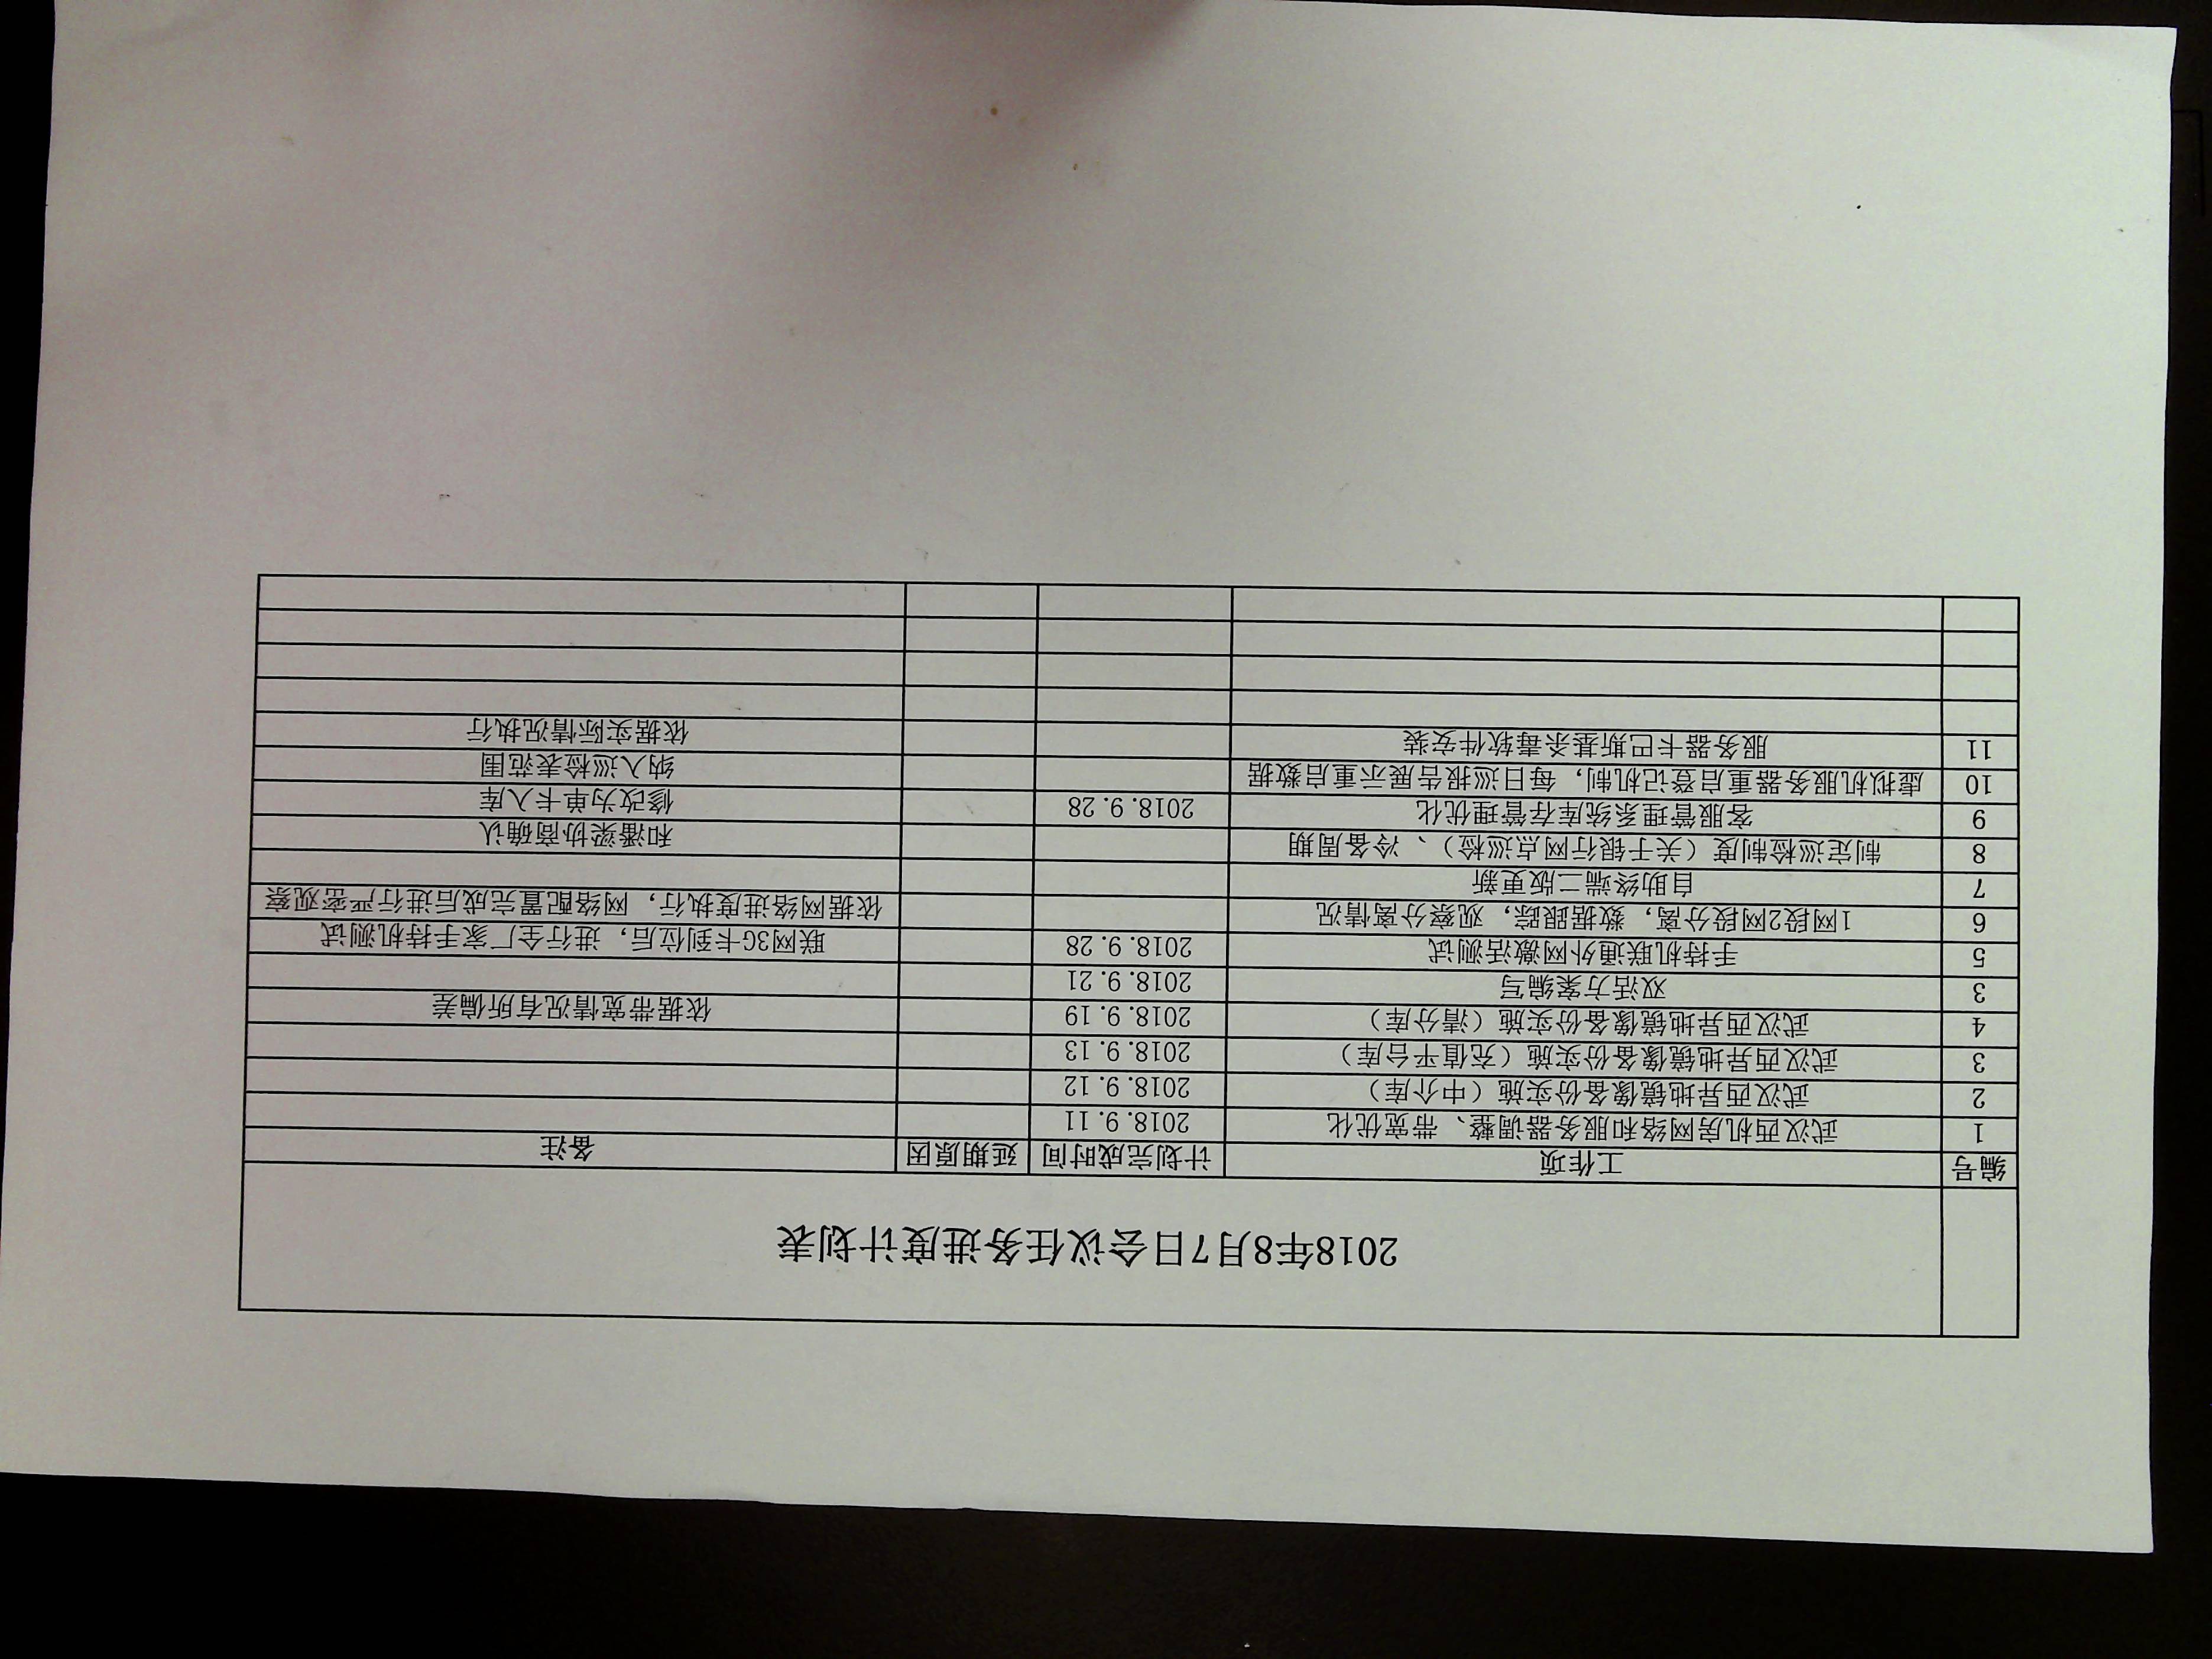 2018年8月7日会议任务进度计划表
编号 工作项 计划完成时间 延期原因 备注
1 武汉西机房网络和服务器调整、带宽优化 2018.9.11
2 武汉西异地镜像备份实施（中介库） 2018.9.12
3 武汉西异地镜像备份实施（充值平台库） 2018.9.13
4 武汉西异地镜像备份实施（清分库） 2018.9.19 依据带宽情况有所偏差
3 双活方案编写 2018.9.21
5 手持机联通外网激活测试 2018.9.28 联网3G卡到位后，进行全厂家手持机测试
6 1网段2网段分离，数据跟踪，观察分离情况 依据网络进度执行，网络配置完成后进行严密观察
7 自助终端二版更新
8 制定巡检制度（关于银行网点巡检）、冷备周期 和潘梁协商确认
9 客服管理系统库存管理优化 2018.9.28 修改为单卡入库
10 虚拟机服务器重启登记机制，每日巡报告展示重启数据 纳入巡检表范围
11 服务器卡巴斯基杀毒软件安装 依据实际情况执行